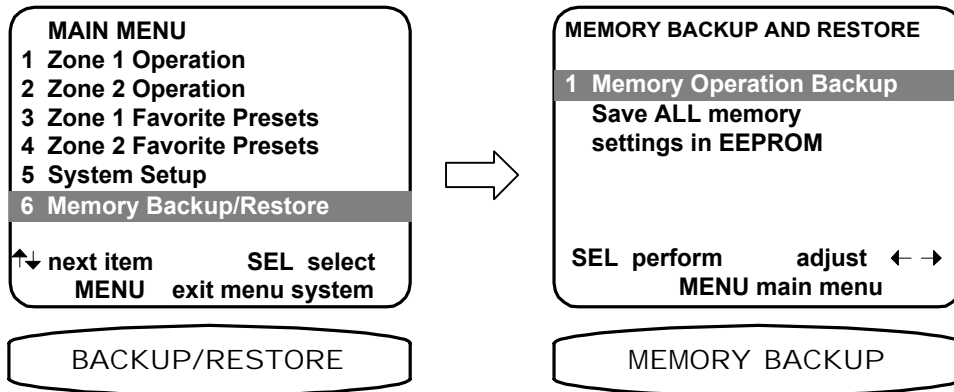 MAIN MENU
1 Zone 1 Operation
2 Zone 2 Operation
3 Zone 1 Favorite Presets
4 Zone 2 Favorite Presets
5 System Setup
6 Memory Backup/Restore
next item SEL select
MENU exit menu system
BACKUP/RESTORE
MEMORY BACKUP AND RESTORE
1 Memory Operation Backup
Save ALL memory
settings in EEPROM
SEL perform adjust ← →
MENU main menu
MEMORY BACKUP